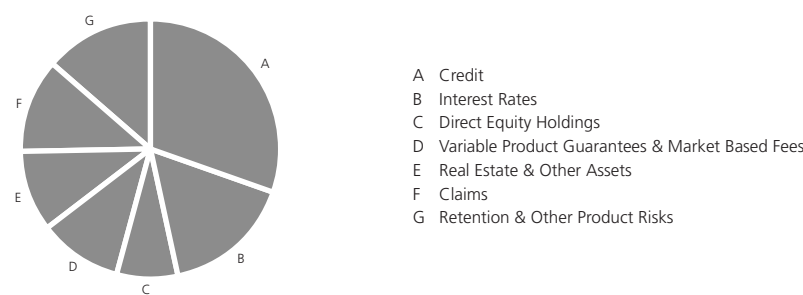 G
A
F
E
D
C
B
A Credit
B Interest Rates
C Direct Equity Holdings
D Variable Product Guarantees & Market Based Fees
E Real Estate & Other Assets
F Claims
G Retention & Other Product Risks